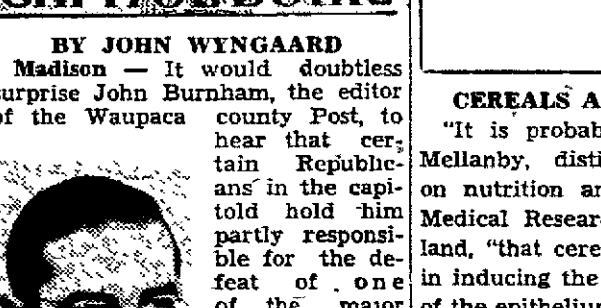 BY JOHN WYNGAARD
Madison — It would doubtless
surprise John Burnham, the editor
of the Waupaca county Post, to
hear that cer-
tain Republic-
ans in the capi-
told hold him
partly responsi-
ble for the de-
feat of one
of the major
CEREALS A
"It is probab
Mellanby, disti
on nutrition an
Medical Resear
land, "that cere
in inducing the
of the epithelium